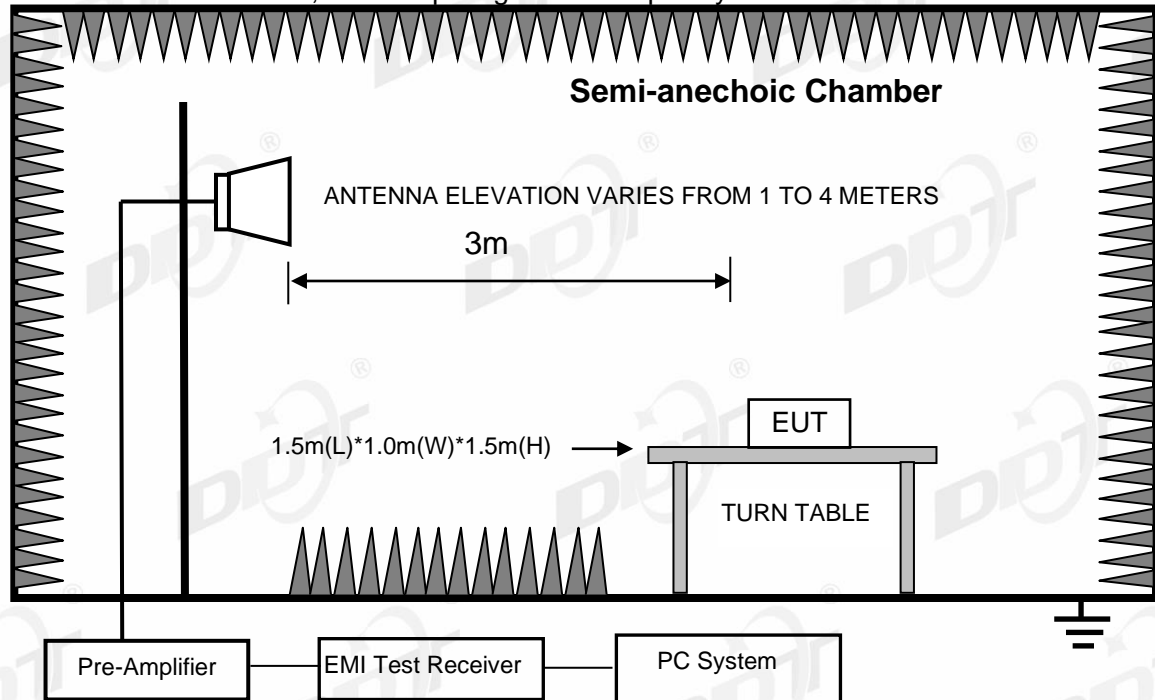 Semi-anechoic Chamber
ANTENNA ELEVATION VARIES FROM 1 TO 4 METERS
3m
EUT
1.5m(L)*1.0m(W)*1.5m(H)
TURN TABLE
Pre-Amplifier
EMI Test Receiver
PC System